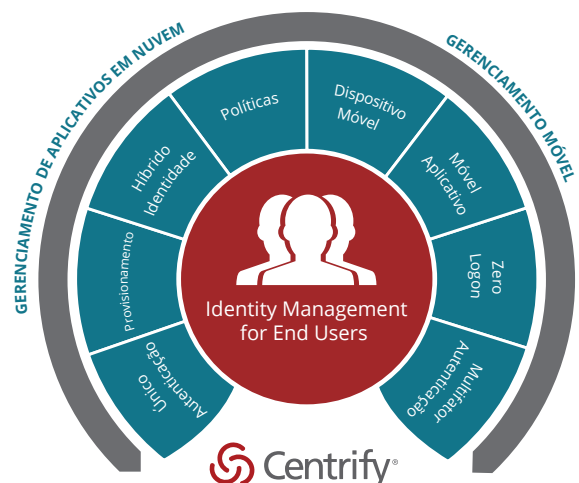 GERENCIAMENTO DE APLICATIVOS EM NUVEM
GERENCIAMENTO MÓVEL
Único
Autenticação
Provisionamento
Híbrido
Identidade
Políticas
Dispositivo
Móvel
Móvel
Aplicativo
Zero
Logon
Multifator
Autenticação
Identity Management
for End Users
Centrify®